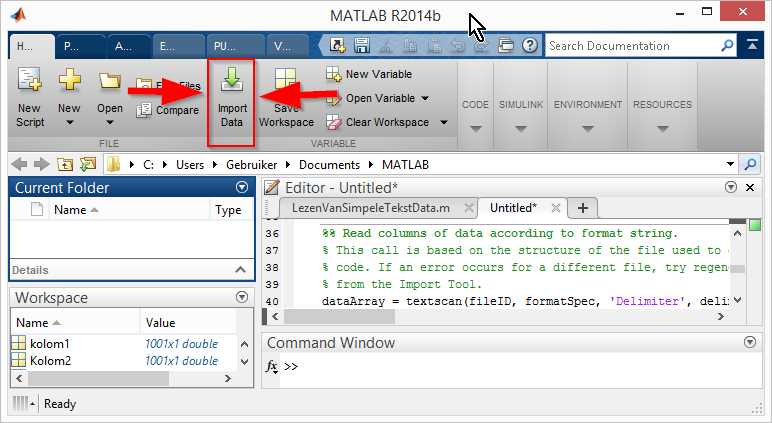 MATLAB R2014b
H... P... A... E... PU... V...
Search Documentation
New Script
New
Open
Files
Compare
Import Data
Save Workspace
New Variable
Open Variable
Clear Workspace
CODE
SIMULINK
ENVIRONMENT
RESOURCES
FILE
VARIABLE
C: Users Gebruiker Documents MATLAB
Current Folder
Name Type
Details
Workspace
Name Value
kolom1 1001x1 double
Kolom2 1001x1 double
Editor - Untitled*
LezenVanSimpeleTekstData.m Untitled*
36 %% Read columns of data according to format string.
37 % This call is based on the structure of the file used to
38 % code. If an error occurs for a different file, try regen
39 % from the Import Tool.
40 dataArray = textscan(fileID, formatSpec, 'Delimiter', deli
Command Window
fx >>
Ready